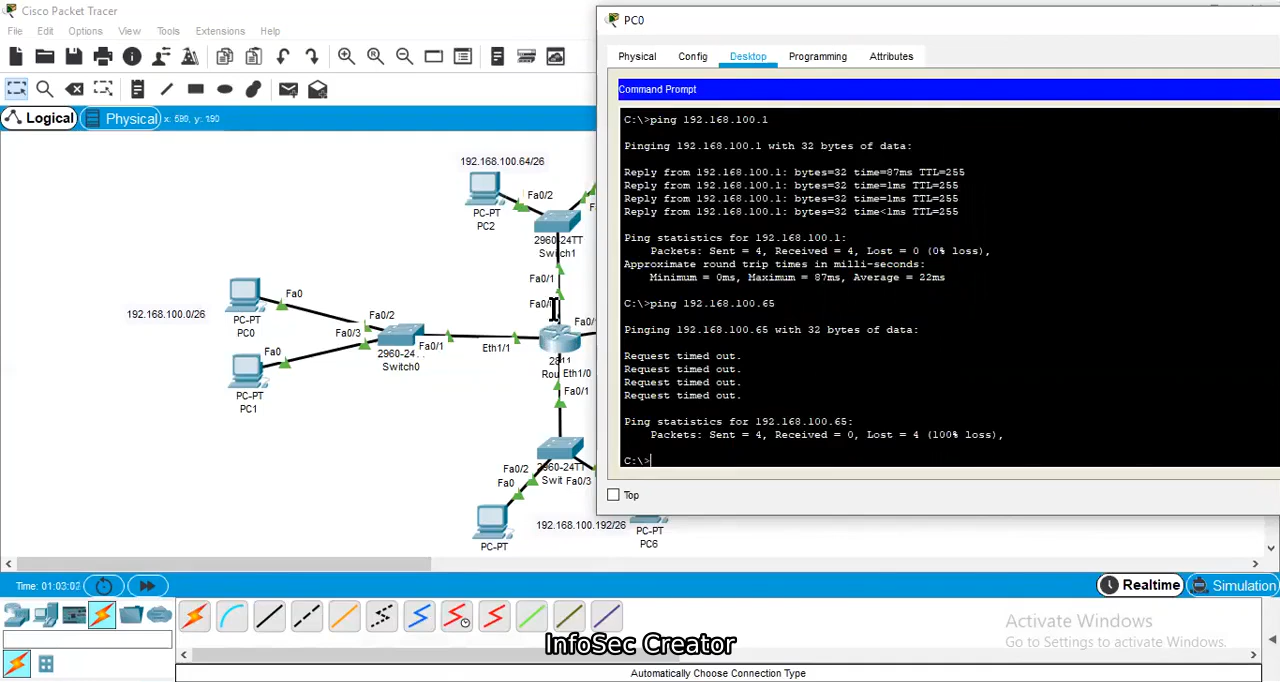 Cisco Packet Tracer
File Edit Options View Tools Extensions Help
Logical
Physical x: 580, y: 190
192.168.100.64/26
Fa0/2
PC-PT
PC2
2960-24TT
Switch1
Fa0/1
Fa0/
Fa0
192.168.100.0/26
PC-PT
PC0
Fa0/2
Fa0/3
Fa0/1
2960-24
Switch0
Eth1/1
2811
Rou
Eth1/0
Fa0/1
Fa0
PC-PT
PC1
Fa0/2
Fa0
2960-24TT
Swit
Fa0/3
192.168.100.192/26
PC-PT
PC-PT
PC6
PC0
Physical Config Desktop Programming Attributes
Command Prompt
C:\>ping 192.168.100.1
Pinging 192.168.100.1 with 32 bytes of data:
Reply from 192.168.100.1: bytes=32 time=87ms TTL=255
Reply from 192.168.100.1: bytes=32 time=1ms TTL=255
Reply from 192.168.100.1: bytes=32 time=1ms TTL=255
Reply from 192.168.100.1: bytes=32 time<1ms TTL=255
Ping statistics for 192.168.100.1:
Packets: Sent = 4, Received = 4, Lost = 0 (0% loss),
Approximate round trip times in milli-seconds:
Minimum = 0ms, Maximum = 87ms, Average = 22ms
C:\>ping 192.168.100.65
Pinging 192.168.100.65 with 32 bytes of data:
Request timed out.
Request timed out.
Request timed out.
Request timed out.
Ping statistics for 192.168.100.65:
Packets: Sent = 4, Received = 0, Lost = 4 (100% loss),
C:\>
Top
Time: 01:03:02
Realtime
Simulation
Activate Windows
Go to Settings to activate Windows.
InfoSec Creator
Automatically Choose Connection Type